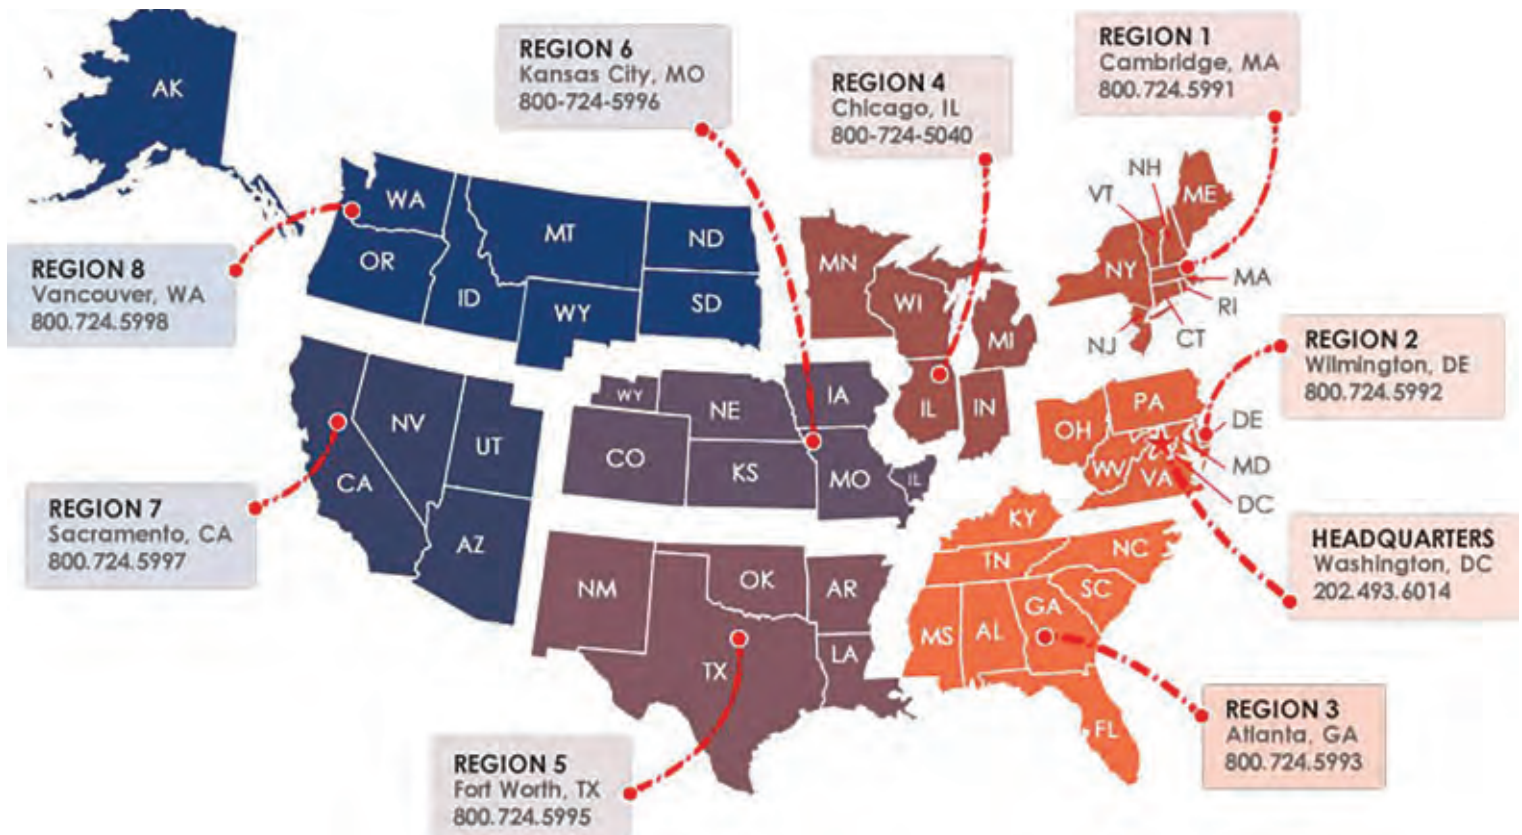 REGION 6
Kansas City, MO
800-724-5996
REGION 4
Chicago, IL
800-724-5040
REGION 1
Cambridge, MA
800.724.5991
AK
WA
OR
ID
MT
WY
ND
SD
REGION 8
Vancouver, WA
800.724.5998
MN
WI
MI
IL
IN
NH
VT
ME
NY
MA
RI
CT
NJ
REGION 2
Wilmington, DE
800.724.5992
NV
UT
CA
AZ
REGION 7
Sacramento, CA
800.724.5997
WY
NE
IA
CO
KS
MO
IL
OH
PA
WV
VA
DE
MD
DC
HEADQUARTERS
Washington, DC
202.493.6014
NM
OK
AR
TX
LA
KY
TN
NC
SC
MS
AL
GA
FL
REGION 3
Atlanta, GA
800.724.5993
REGION 5
Fort Worth, TX
800.724.5995